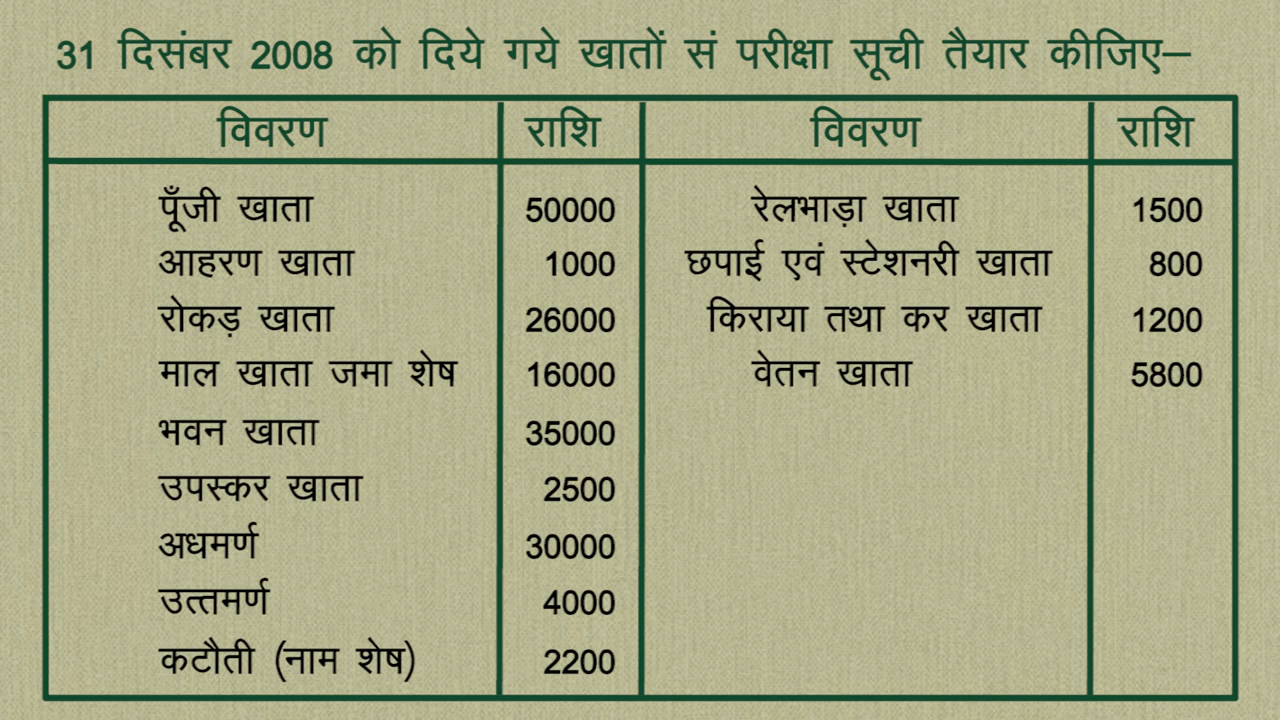 31 दिसंबर 2008 को दिये गये खातों सं परीक्षा सूची तैयार कीजिए–
विवरण राशि विवरण राशि
पूँजी खाता 50000 रेलभाड़ा खाता 1500
आहरण खाता 1000 छपाई एवं स्टेशनरी खाता 800
रोकड़ खाता 26000 किराया तथा कर खाता 1200
माल खाता जमा शेष 16000 वेतन खाता 5800
भवन खाता 35000
उपस्कर खाता 2500
अधमर्ण 30000
उत्तमर्ण 4000
कटौती (नाम शेष) 2200